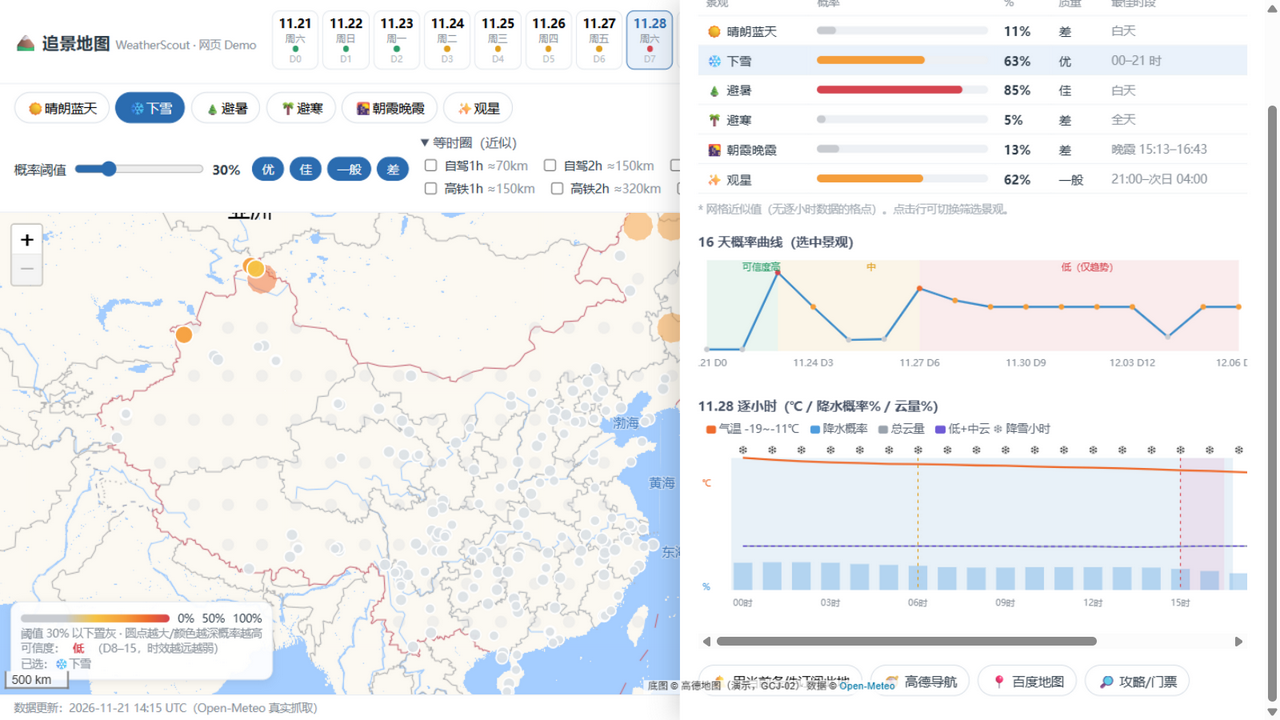 追景地图 WeatherScout · 网页 Demo
11.21 周六 D0
11.22 周日 D1
11.23 周一 D2
11.24 周二 D3
11.25 周三 D4
11.26 周四 D5
11.27 周五 D6
11.28 周六 D7
晴朗蓝天 下雪 避暑 避寒 朝霞晚霞 观星
概率阈值 30% 优 佳 一般 差
▼ 等时圈（近似）
自驾1h ≈70km 自驾2h ≈150km
高铁1h ≈150km 高铁2h ≈320km
+
−
亚洲
渤海
黄海
0% 50% 100%
阈值 30% 以下置灰 · 圆点越大/颜色越深概率越高
可信度： 低 （D8–15，时效越远越弱）
已选： 下雪
500 km
底图 © 高德地图（演示，GCJ-02）· 数据 © Open-Meteo
数据更新：2026-11-21 14:15 UTC（Open-Meteo 真实抓取）
景观 概率 % 质量 最佳时段
晴朗蓝天 11% 差 白天
下雪 63% 优 00–21 时
避暑 85% 佳 白天
避寒 5% 差 全天
朝霞晚霞 13% 差 晚霞 15:13–16:43
观星 62% 一般 21:00–次日 04:00
* 网格近似值（无逐小时数据的格点）。点击行可切换筛选景观。
16 天概率曲线（选中景观）
可信度高 中 低（仅趋势）
.21 D0 11.24 D3 11.27 D6 11.30 D9 12.03 D12 12.06
11.28 逐小时（℃ / 降水概率% / 云量%）
气温 -19~-11℃ 降水概率 总云量 低+中云 ❄ 降雪小时
℃
%
00时 03时 06时 09时 12时 15时
高德导航 百度地图 攻略/门票